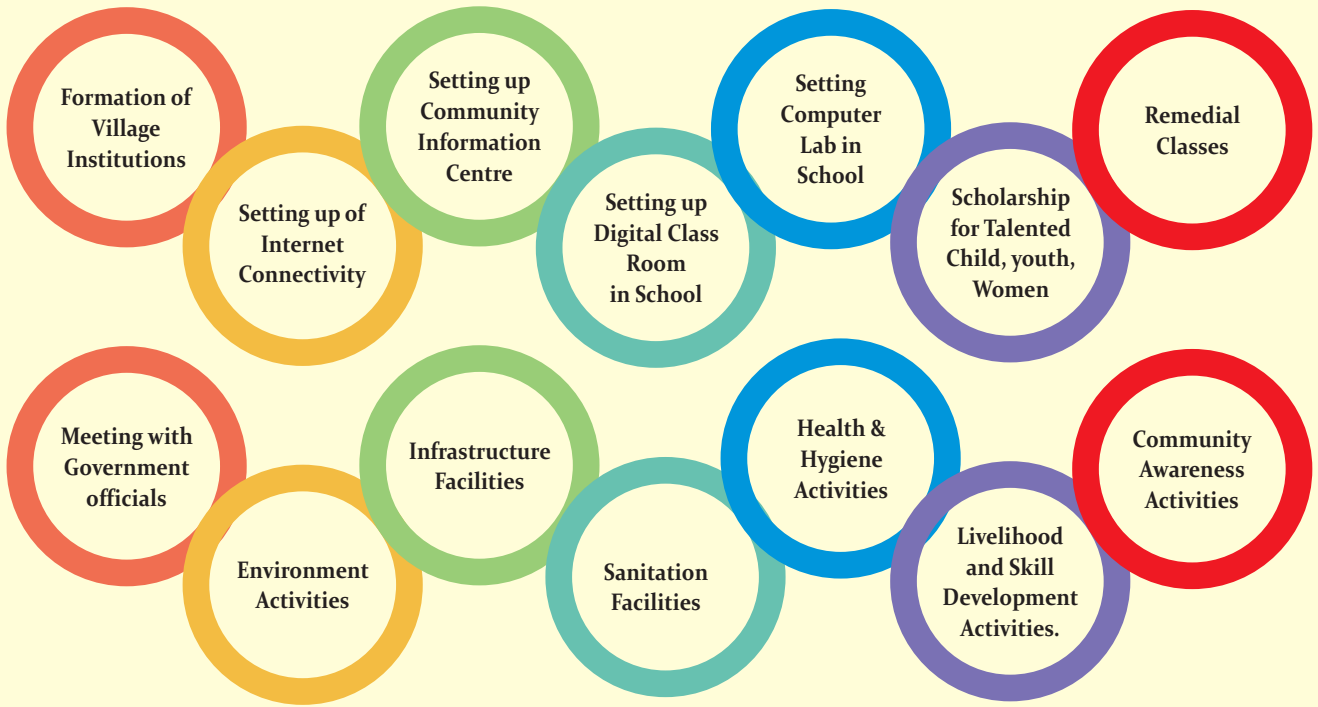 Formation of
Village
Institutions
Setting up of
Internet
Connectivity
Setting up
Community
Information
Centre
Setting up
Digital Class
Room
in School
Setting
Computer
Lab in
School
Scholarship
for Talented
Child, youth,
Women
Remedial
Classes
Meeting with
Government
officials
Environment
Activities
Infrastructure
Facilities
Sanitation
Facilities
Health &
Hygiene
Activities
Livelihood
and Skill
Development
Activities.
Community
Awareness
Activities